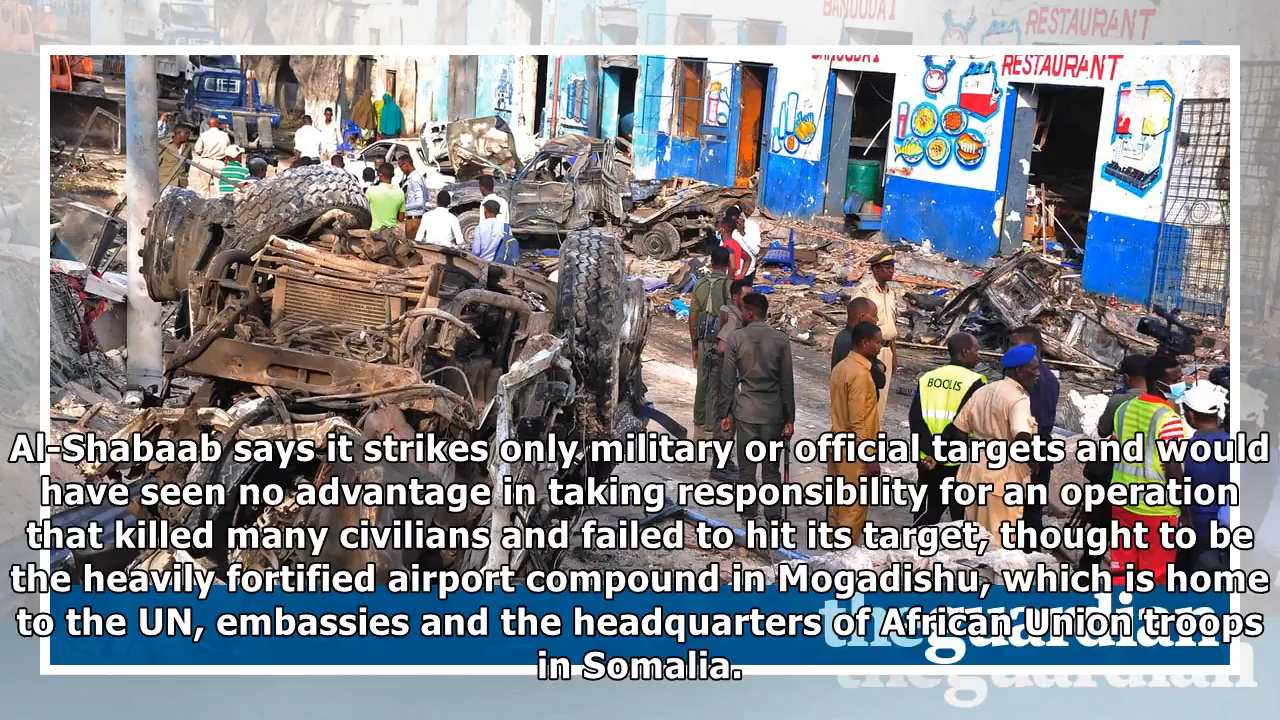 RESTAURANT
RESTAURANT
BOOLIS
Al-Shabaab says it strikes only military or official targets and would
have seen no advantage in taking responsibility for an operation
that killed many civilians and failed to hit its target, thought to be
the heavily fortified airport compound in Mogadishu, which is home
to the UN, embassies and the headquarters of African Union troops
in Somalia.
theguardian
theguardian